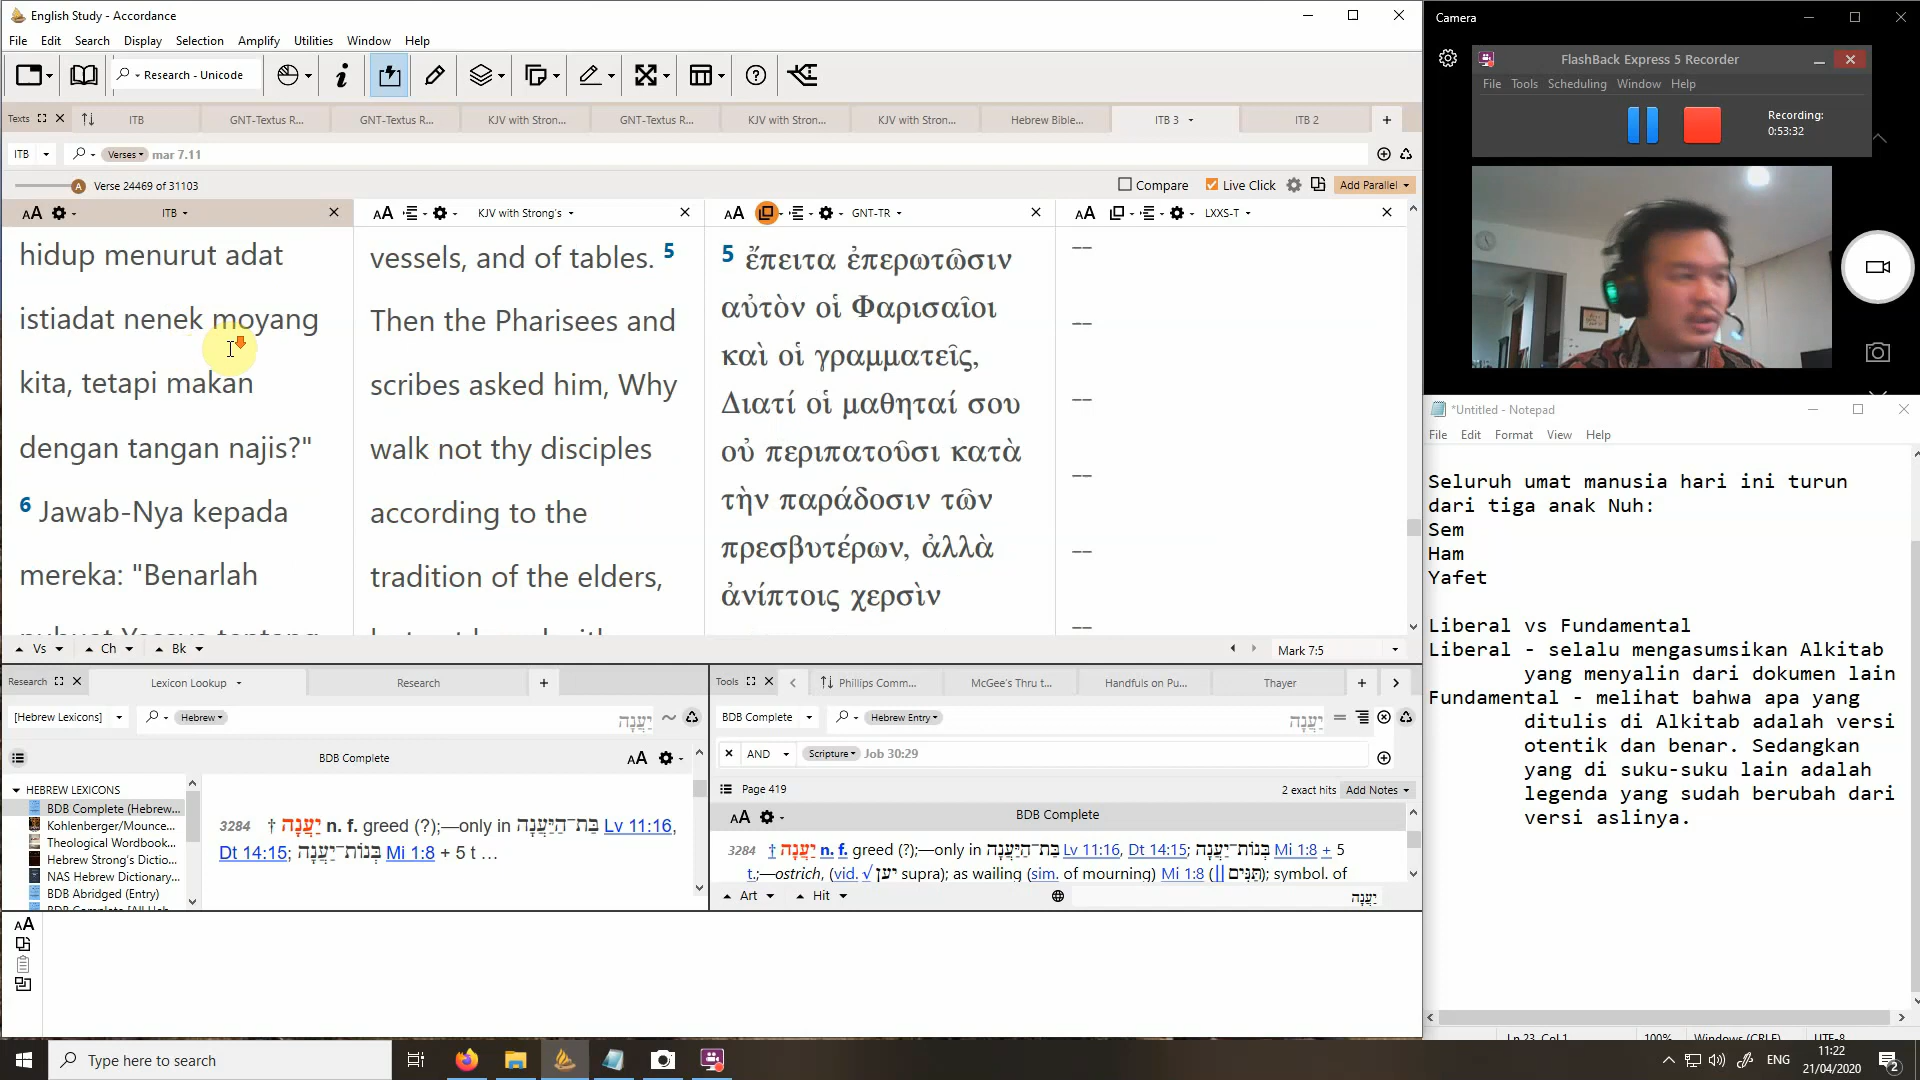 English Study - Accordance
File Edit Search Display Selection Amplify Utilities Window Help
Research - Unicode
Texts ITB GNT-Textus R... GNT-Textus R... KJV with Stron... GNT-Textus R... KJV with Stron... KJV with Stron... Hebrew Bible... ITB 3 ITB 2
ITB Verses mar 7.11
A Verse 24469 of 31103 Compare Live Click Add Parallel
ITB KJV with Strong's GNT-TR LXXS-T
hidup menurut adat
istiadat nenek moyang
kita, tetapi makan
dengan tangan najis?"
6 Jawab-Nya kepada
mereka: "Benarlah
vessels, and of tables. 5
Then the Pharisees and
scribes asked him, Why
walk not thy disciples
according to the
tradition of the elders,
5 ἔπειτα ἐπερωτῶσιν
αὐτὸν οἱ Φαρισαῖοι
καὶ οἱ γραμματεῖς,
Διατί οἱ μαθηταί σου
οὐ περιπατοῦσι κατὰ
τὴν παράδοσιν τῶν
πρεσβυτέρων, ἀλλὰ
ἀνίπτοις χερσὶν
Vs Ch Bk Mark 7:5
Research Lexicon Lookup Research
[Hebrew Lexicons] Hebrew יַעֲנָה
BDB Complete
HEBREW LEXICONS
BDB Complete (Hebrew...
Kohlenberger/Mounce...
Theological Wordbook...
Hebrew Strong's Dictio...
NAS Hebrew Dictionary...
BDB Abridged (Entry)
3284 † יַעֲנָה n. f. greed (?);—only in בַּת־הַיַּעֲנָה Lv 11:16,
Dt 14:15; בְּנוֹת־יַעֲנָה Mi 1:8 + 5 t ...
Tools Phillips Comm... McGee's Thru t... Handfuls on Pu... Thayer
BDB Complete Hebrew Entry יַעֲנָה
AND Scripture Job 30:29
Page 419 2 exact hits Add Notes
BDB Complete
3284 † יַעֲנָה n. f. greed (?);—only in בַּת־הַיַּעֲנָה Lv 11:16, Dt 14:15; בְּנוֹת־יַעֲנָה Mi 1:8 + 5
t.;—ostrich, (vid. √ יען supra); as wailing (sim. of mourning) Mi 1:8 (|| תַּנִּים); symbol. of
Art Hit יַעֲנָה
Camera
FlashBack Express 5 Recorder
File Tools Scheduling Window Help
Recording:
0:53:32
*Untitled - Notepad
File Edit Format View Help
Seluruh umat manusia hari ini turun
dari tiga anak Nuh:
Sem
Ham
Yafet
Liberal vs Fundamental
Liberal - selalu mengasumsikan Alkitab
yang menyalin dari dokumen lain
Fundamental - melihat bahwa apa yang
ditulis di Alkitab adalah versi
otentik dan benar. Sedangkan
yang di suku-suku lain adalah
legenda yang sudah berubah dari
versi aslinya.
Type here to search
ENG
11:22
21/04/2020
2